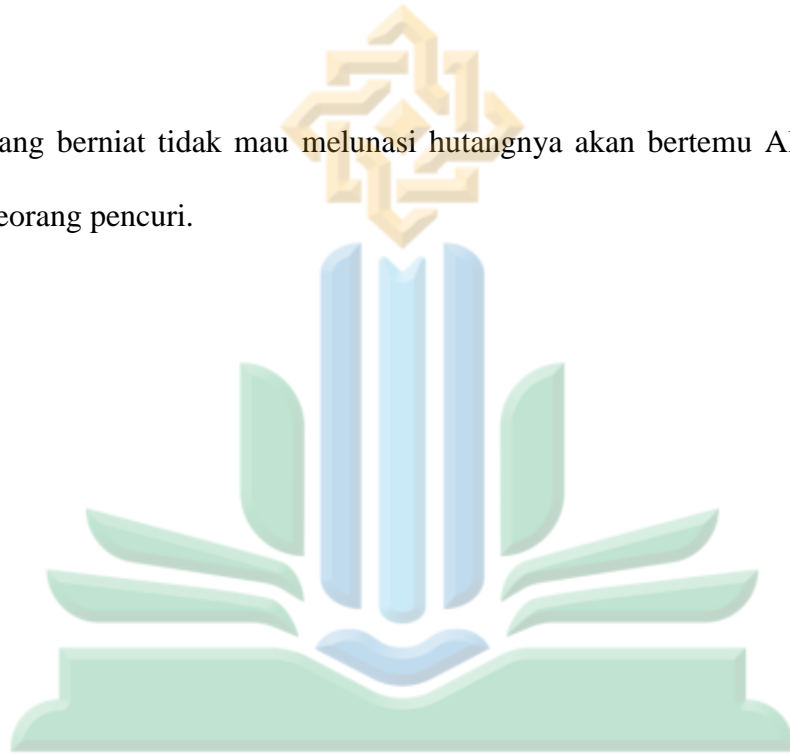 ang berniat tidak mau melunasi hutangnya akan bertemu Al
eorang pencuri.